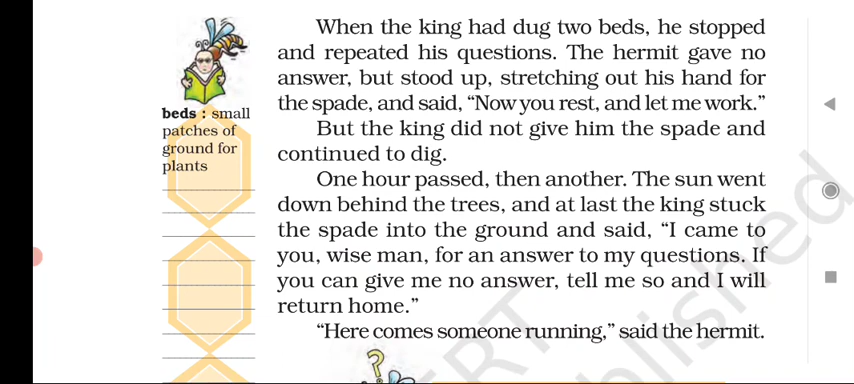 When the king had dug two beds, he stopped
and repeated his questions. The hermit gave no
answer, but stood up, stretching out his hand for
the spade, and said, “Now you rest, and let me work.”
But the king did not give him the spade and
continued to dig.
One hour passed, then another. The sun went
down behind the trees, and at last the king stuck
the spade into the ground and said, “I came to
you, wise man, for an answer to my questions. If
you can give me no answer, tell me so and I will
return home.”
“Here comes someone running,” said the hermit.
beds : small
patches of
ground for
plants